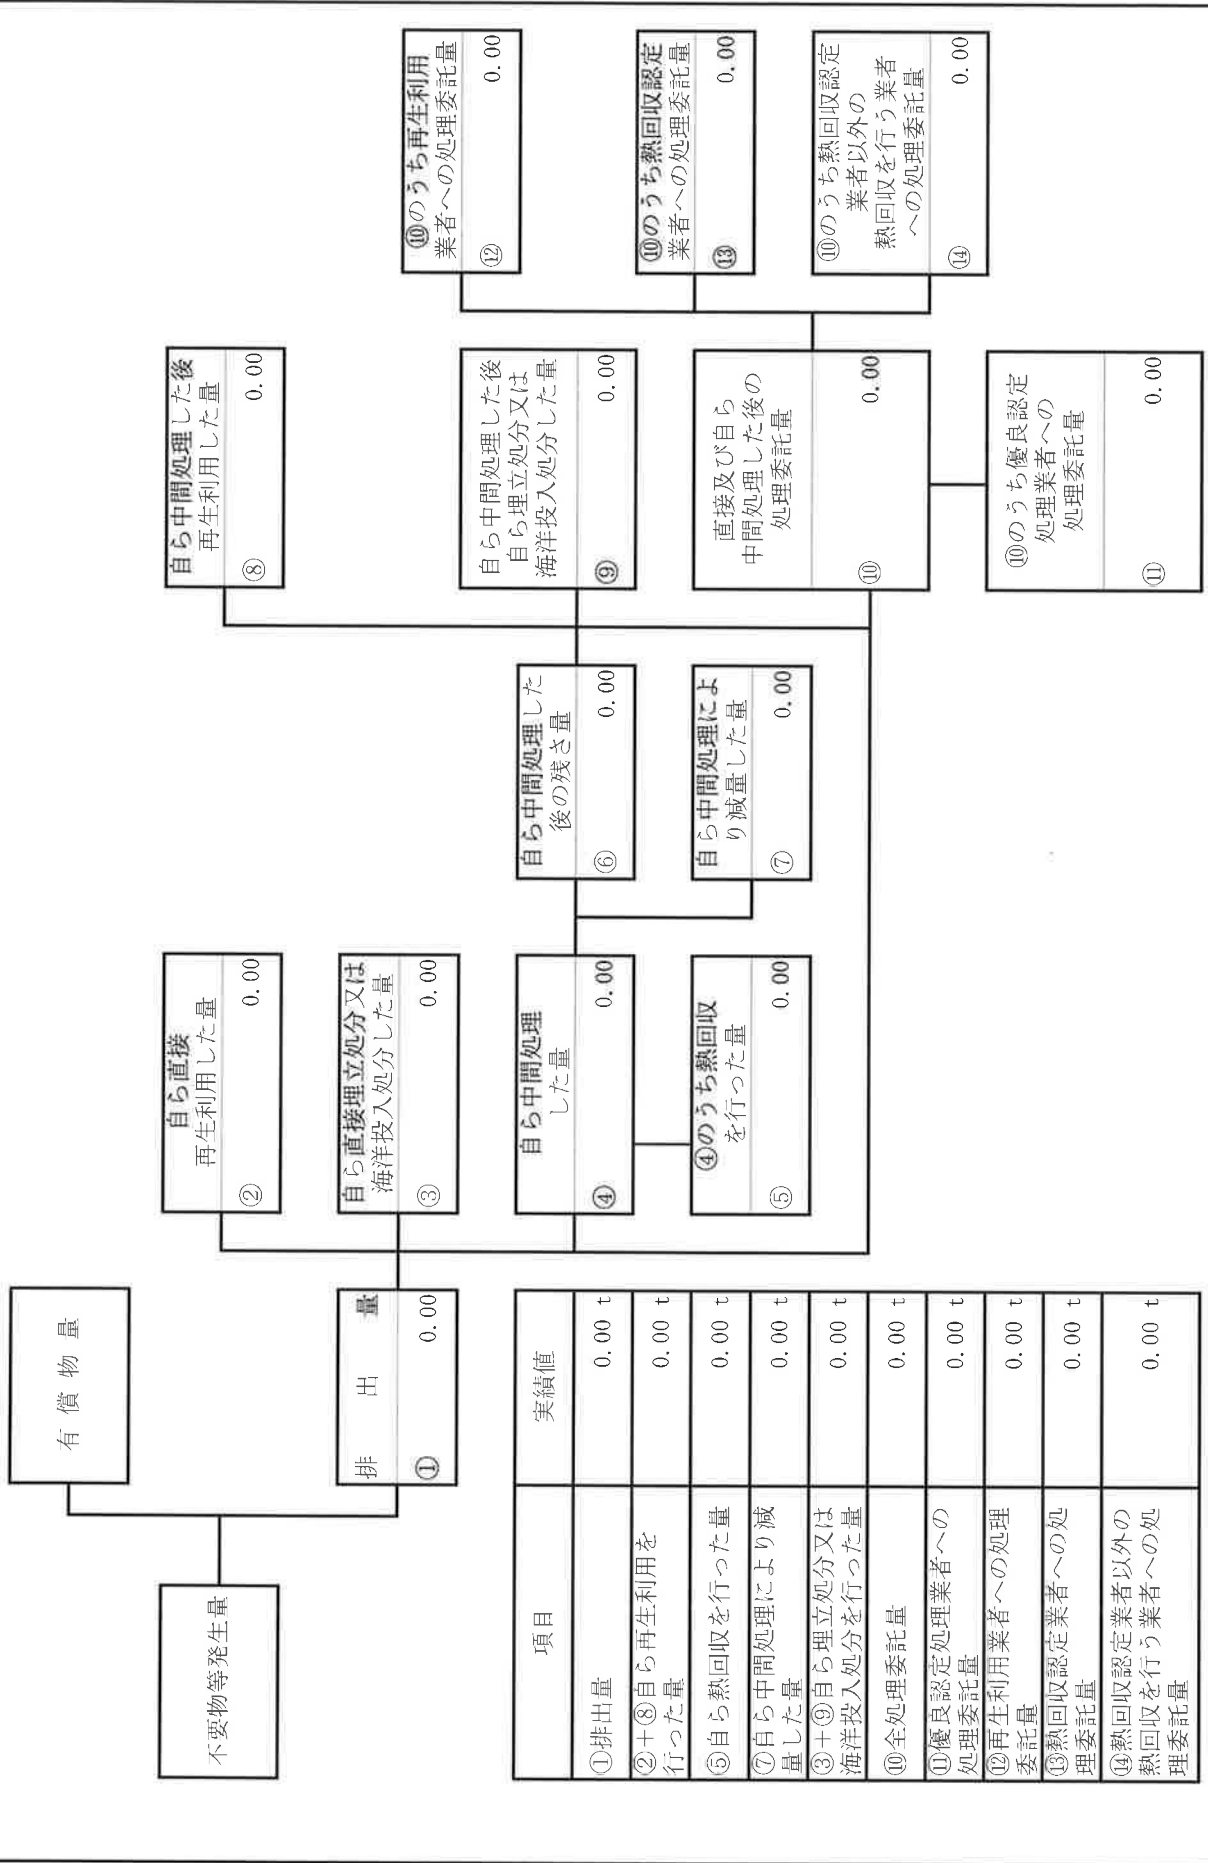 不要物等発生量
有償物量
排出量
①
0.00
自ら直接
再生利用した量
②
0.00
自ら直接埋立処分又は
海洋投入処分した量
③
0.00
自ら中間処理
した量
④
0.00
④のうち熱回収
を行った量
⑤
0.00
自ら中間処理した
後の残さ量
⑥
0.00
自ら中間処理によ
り減量した量
⑦
0.00
自ら中間処理した後
再生利用した量
⑧
0.00
自ら中間処理した後
自ら埋立処分又は
海洋投入処分した量
⑨
0.00
直接及び自ら
中間処理した後の
処理委託量
⑩
0.00
⑩のうち優良認定
処理業者への
処理委託量
⑪
0.00
⑩のうち再生利用
業者への処理委託量
⑫
0.00
⑩のうち熱回収認定
業者への処理委託量
⑬
0.00
⑩のうち熱回収認定
業者以外の
熱回収を行う業者
への処理委託量
⑭
0.00
項目
実績値
①排出量
0.00 t
②＋⑧自ら再生利用を
行った量
0.00 t
⑤自ら熱回収を行った量
0.00 t
⑦自ら中間処理により減
量した量
0.00 t
③＋⑨自ら埋立処分又は
海洋投入処分を行った量
0.00 t
⑩全処理委託量
0.00 t
⑪優良認定処理業者への
処理委託量
0.00 t
⑫再生利用業者への処理
委託量
0.00 t
⑬熱回収認定業者への処
理委託量
0.00 t
⑭熱回収認定業者以外の
熱回収を行う業者への処
理委託量
0.00 t